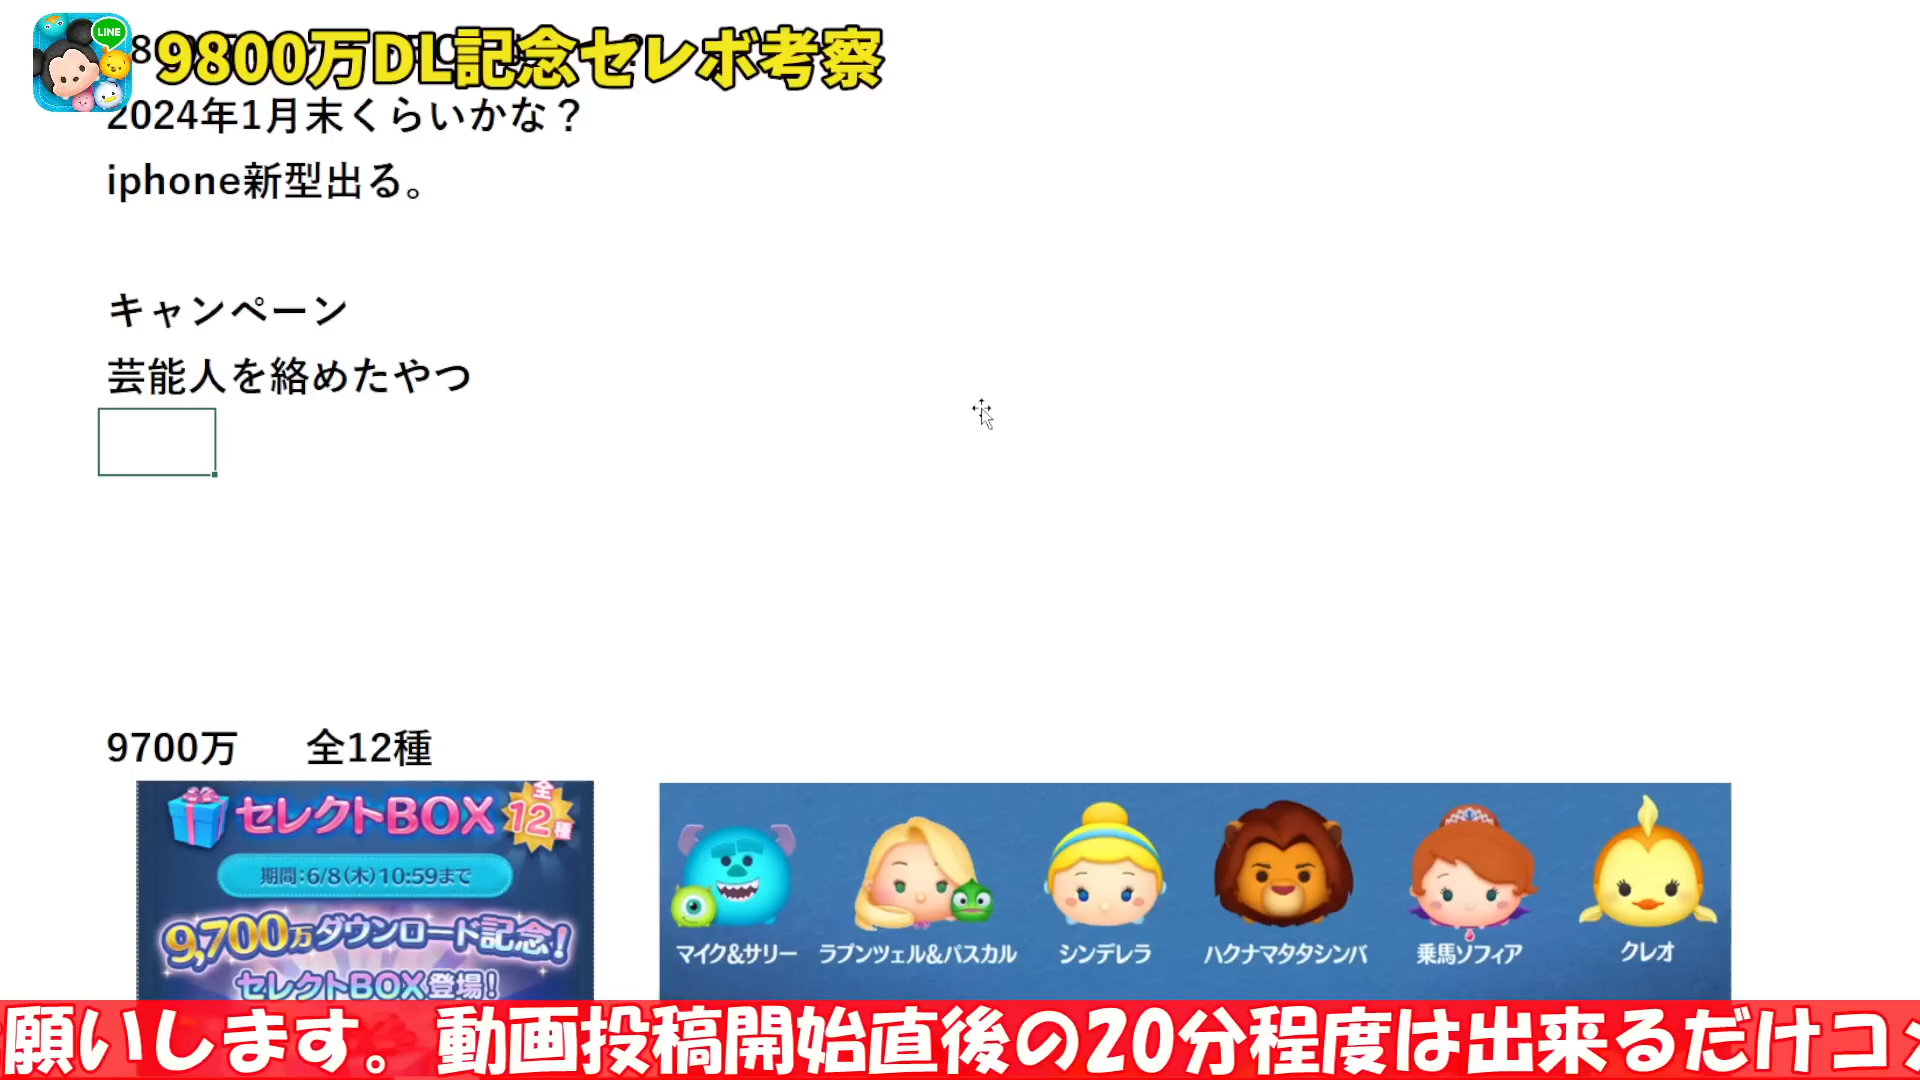 LINE
9800万DL記念セレボ考察
2024年1月末くらいかな？
iphone新型出る。
キャンペーン
芸能人を絡めたやつ
9700万 全12種
セレクトBOX 全12種
期間：6/8(木)10:59まで
9,700万ダウンロード記念！
セレクトBOX登場！
マイク&サリー ラプンツェル&パスカル シンデレラ ハクナマタタシンバ 乗馬ソフィア クレオ
願いします。動画投稿開始直後の20分程度は出来るだけコ